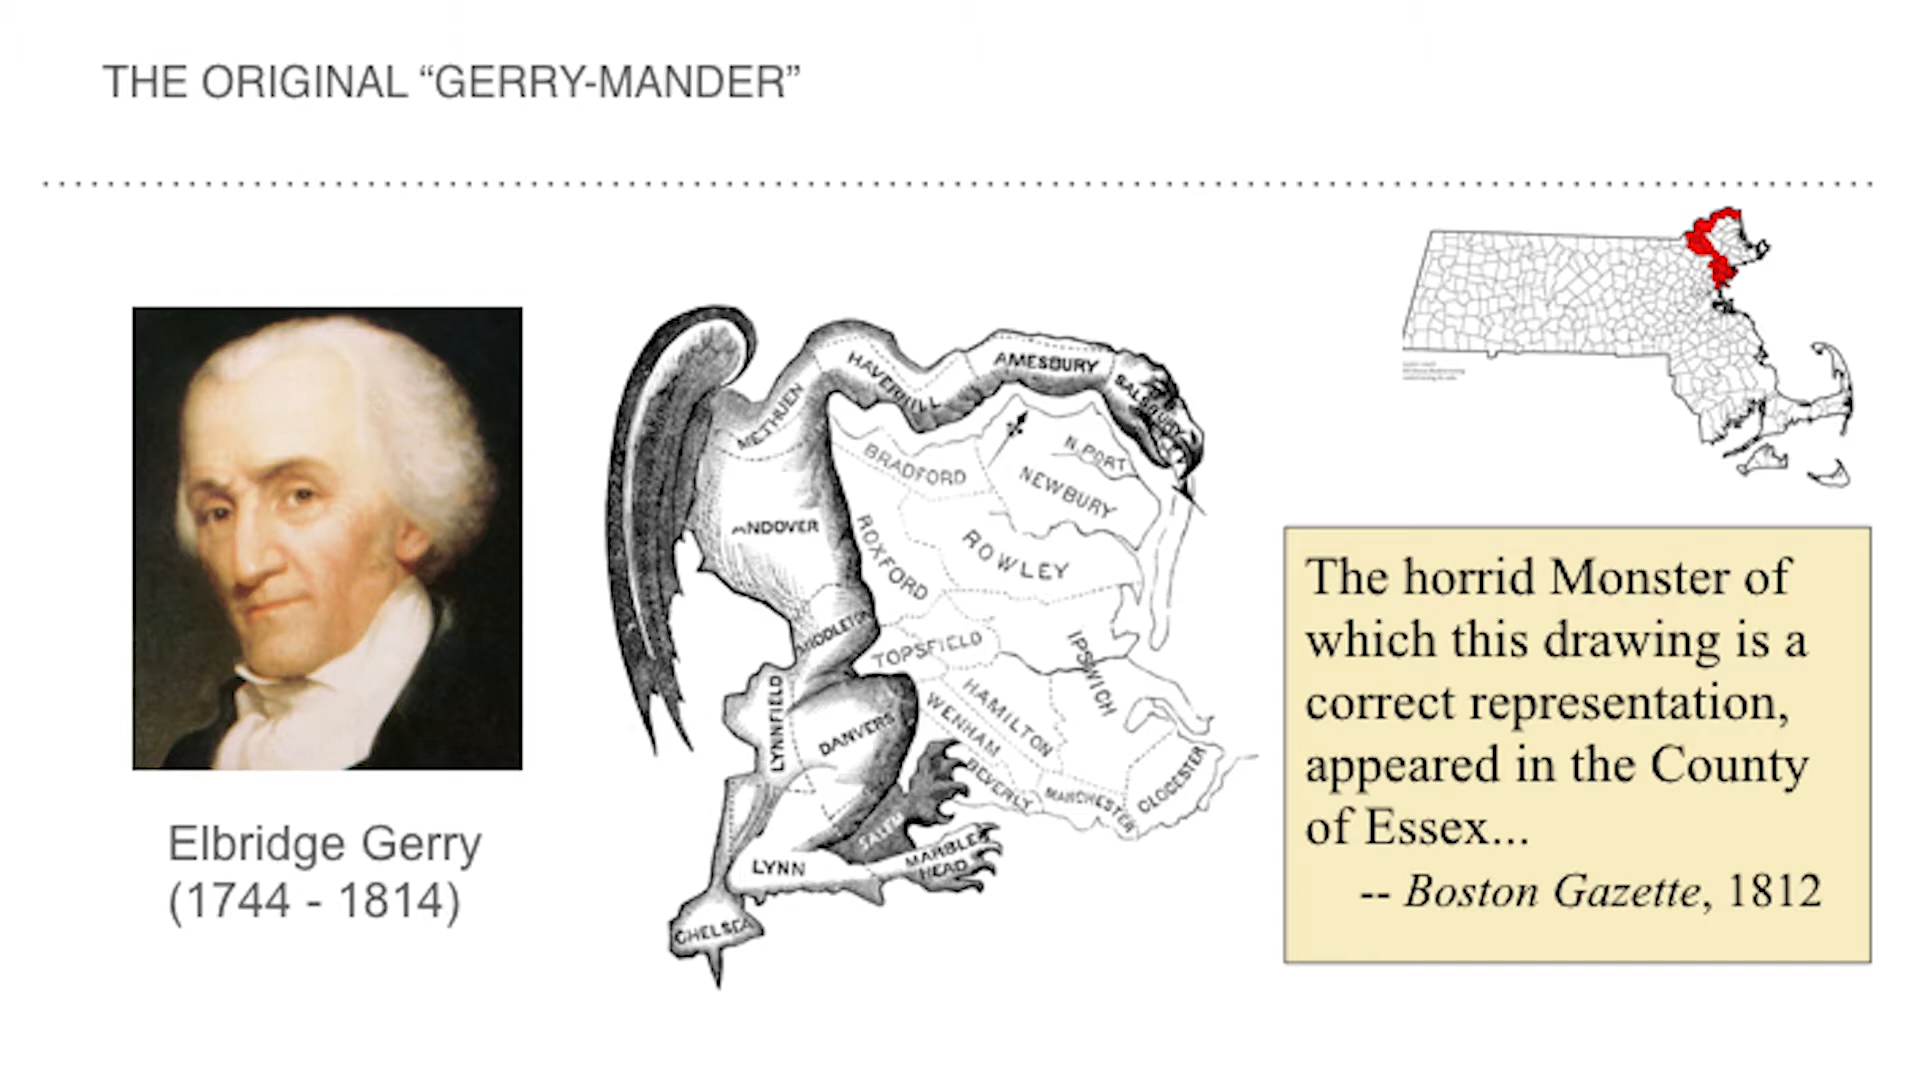 THE ORIGINAL “GERRY-MANDER”
Elbridge Gerry
(1744 - 1814)
METHUEN
HAVERHILL
AMESBURY
SALISBURY
N.PORT
BRADFORD
NEWBURY
ANDOVER
ROXFORD
ROWLEY
MIDDLETON
TOPSFIELD
IPSWICH
LYNNFIELD
DANVERS
WENHAM
HAMILTON
BEVERLY
MANCHESTER
GLOCESTER
SALEM
LYNN
MARBLE
HEAD
CHELSEA
The horrid Monster of
which this drawing is a
correct representation,
appeared in the County
of Essex...
-- Boston Gazette, 1812